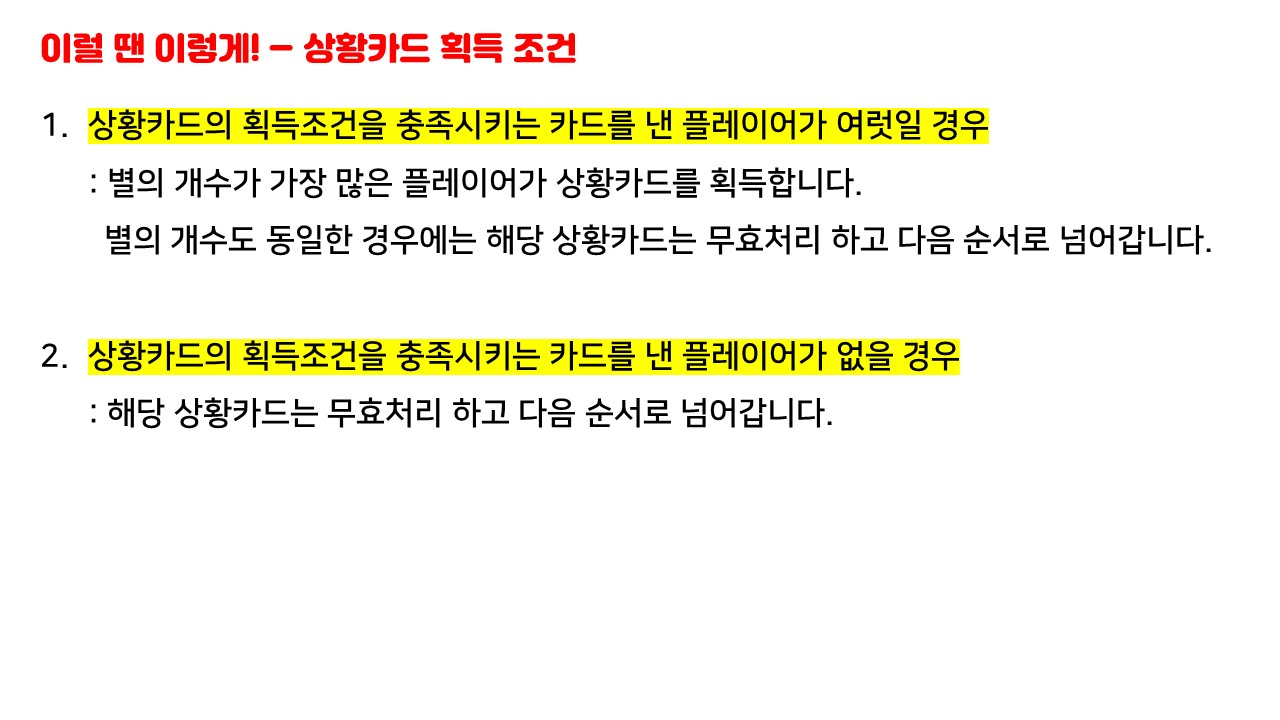 이럴 땐 이렇게! – 상황카드 획득 조건
1. 상황카드의 획득조건을 충족시키는 카드를 낸 플레이어가 여럿일 경우
: 별의 개수가 가장 많은 플레이어가 상황카드를 획득합니다.
별의 개수도 동일한 경우에는 해당 상황카드는 무효처리 하고 다음 순서로 넘어갑니다.
2. 상황카드의 획득조건을 충족시키는 카드를 낸 플레이어가 없을 경우
: 해당 상황카드는 무효처리 하고 다음 순서로 넘어갑니다.